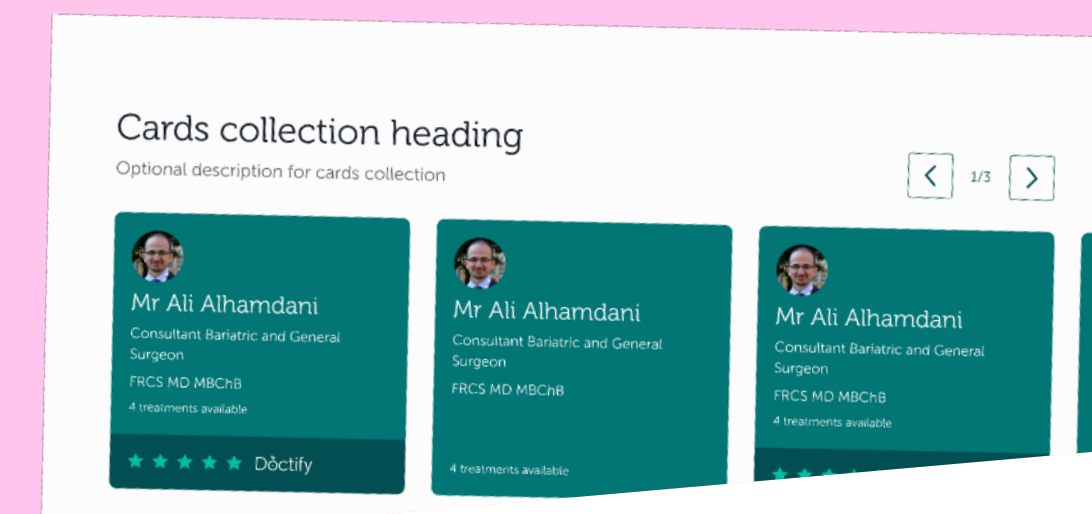 Cards collection heading
Optional description for cards collection
1/3
Mr Ali Alhamdani
Consultant Bariatric and General
Surgeon
FRCS MD MBChB
4 treatments available
Doctify
Mr Ali Alhamdani
Consultant Bariatric and General
Surgeon
FRCS MD MBChB
4 treatments available
Mr Ali Alhamdani
Consultant Bariatric and General
Surgeon
FRCS MD MBChB
4 treatments available